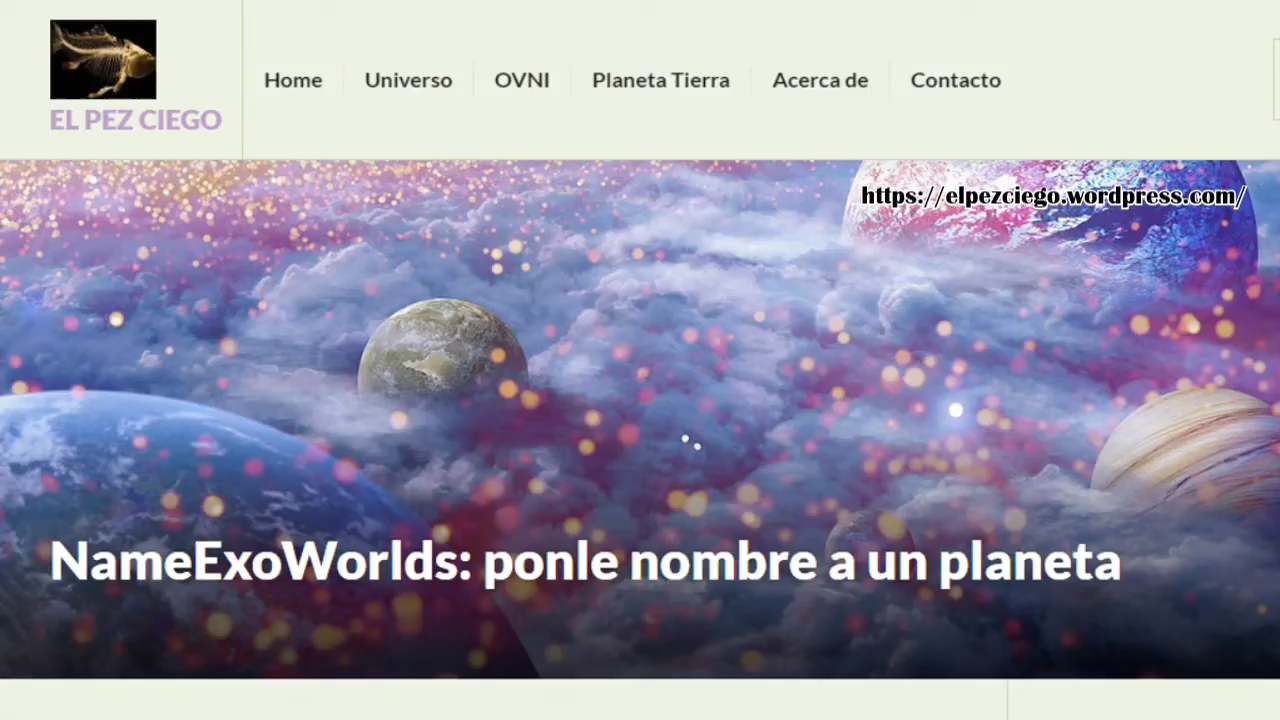 EL PEZ CIEGO
Home Universo OVNI Planeta Tierra Acerca de Contacto
https://elpezciego.wordpress.com/
NameExoWorlds: ponle nombre a un planeta